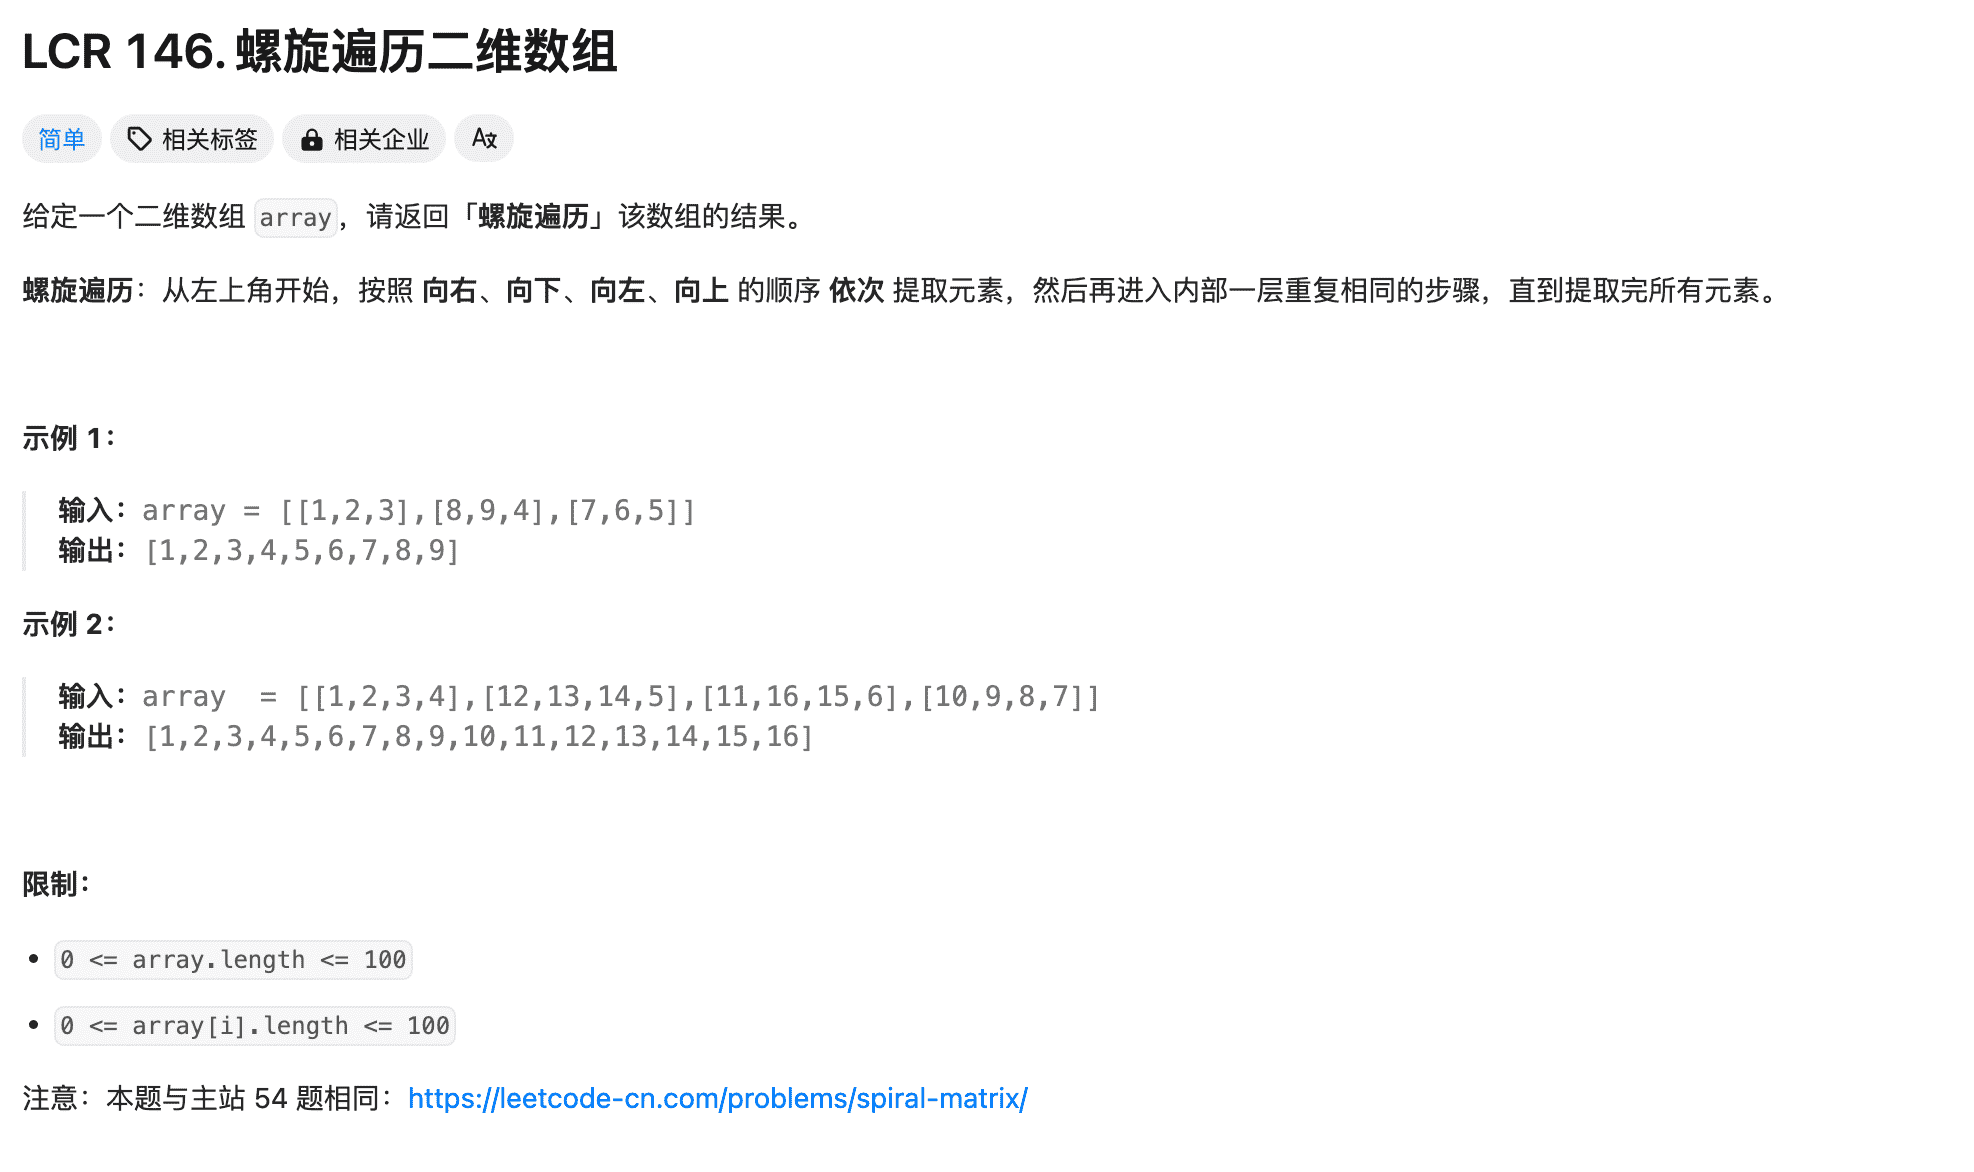 LCR 146. 螺旋遍历二维数组
简单 相关标签 相关企业 A文
给定一个二维数组 array，请返回「螺旋遍历」该数组的结果。
螺旋遍历：从左上角开始，按照 向右、向下、向左、向上 的顺序 依次 提取元素，然后再进入内部一层重复相同的步骤，直到提取完所有元素。
示例 1：
输入：array = [[1,2,3],[8,9,4],[7,6,5]]
输出：[1,2,3,4,5,6,7,8,9]
示例 2：
输入：array  = [[1,2,3,4],[12,13,14,5],[11,16,15,6],[10,9,8,7]]
输出：[1,2,3,4,5,6,7,8,9,10,11,12,13,14,15,16]
限制：
• 0 <= array.length <= 100
• 0 <= array[i].length <= 100
注意：本题与主站 54 题相同：https://leetcode-cn.com/problems/spiral-matrix/